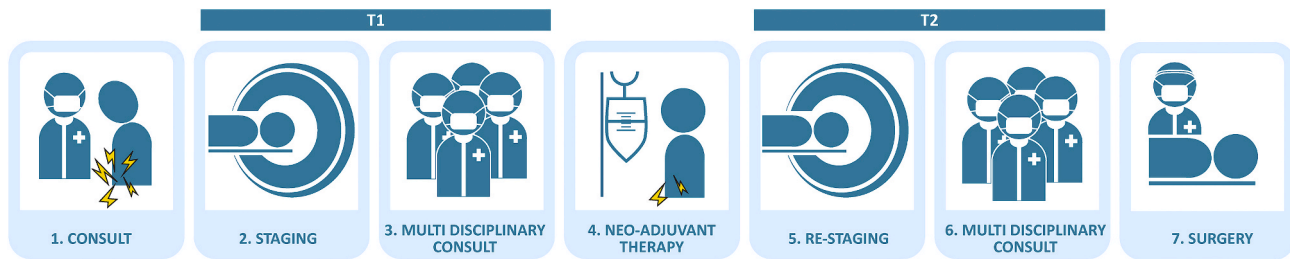 T1
T2
1. CONSULT
2. STAGING
3. MULTI DISCIPLINARY
CONSULT
4. NEO-ADJUVANT
THERAPY
5. RE-STAGING
6. MULTI DISCIPLINARY
CONSULT
7. SURGERY